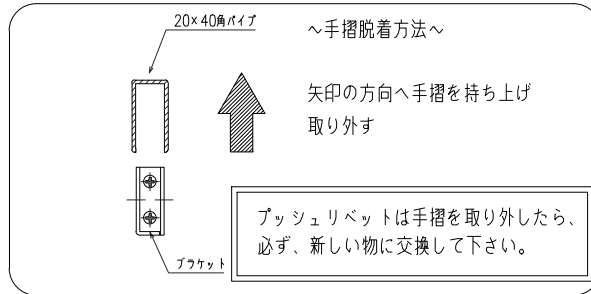 20×40角パイプ
～手摺脱着方法～
矢印の方向へ手摺を持ち上げ
取り外す
プッシュリベットは手摺を取り外したら、
必ず、新しい物に交換して下さい。
ブラケット